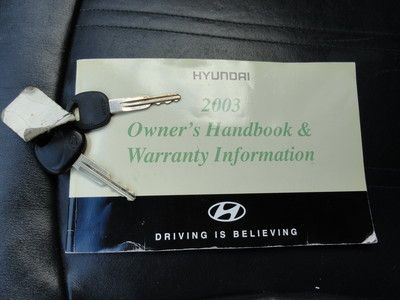 HYUNDAI
2003
Owner's Handbook &
Warranty Information
DRIVING IS BELIEVING